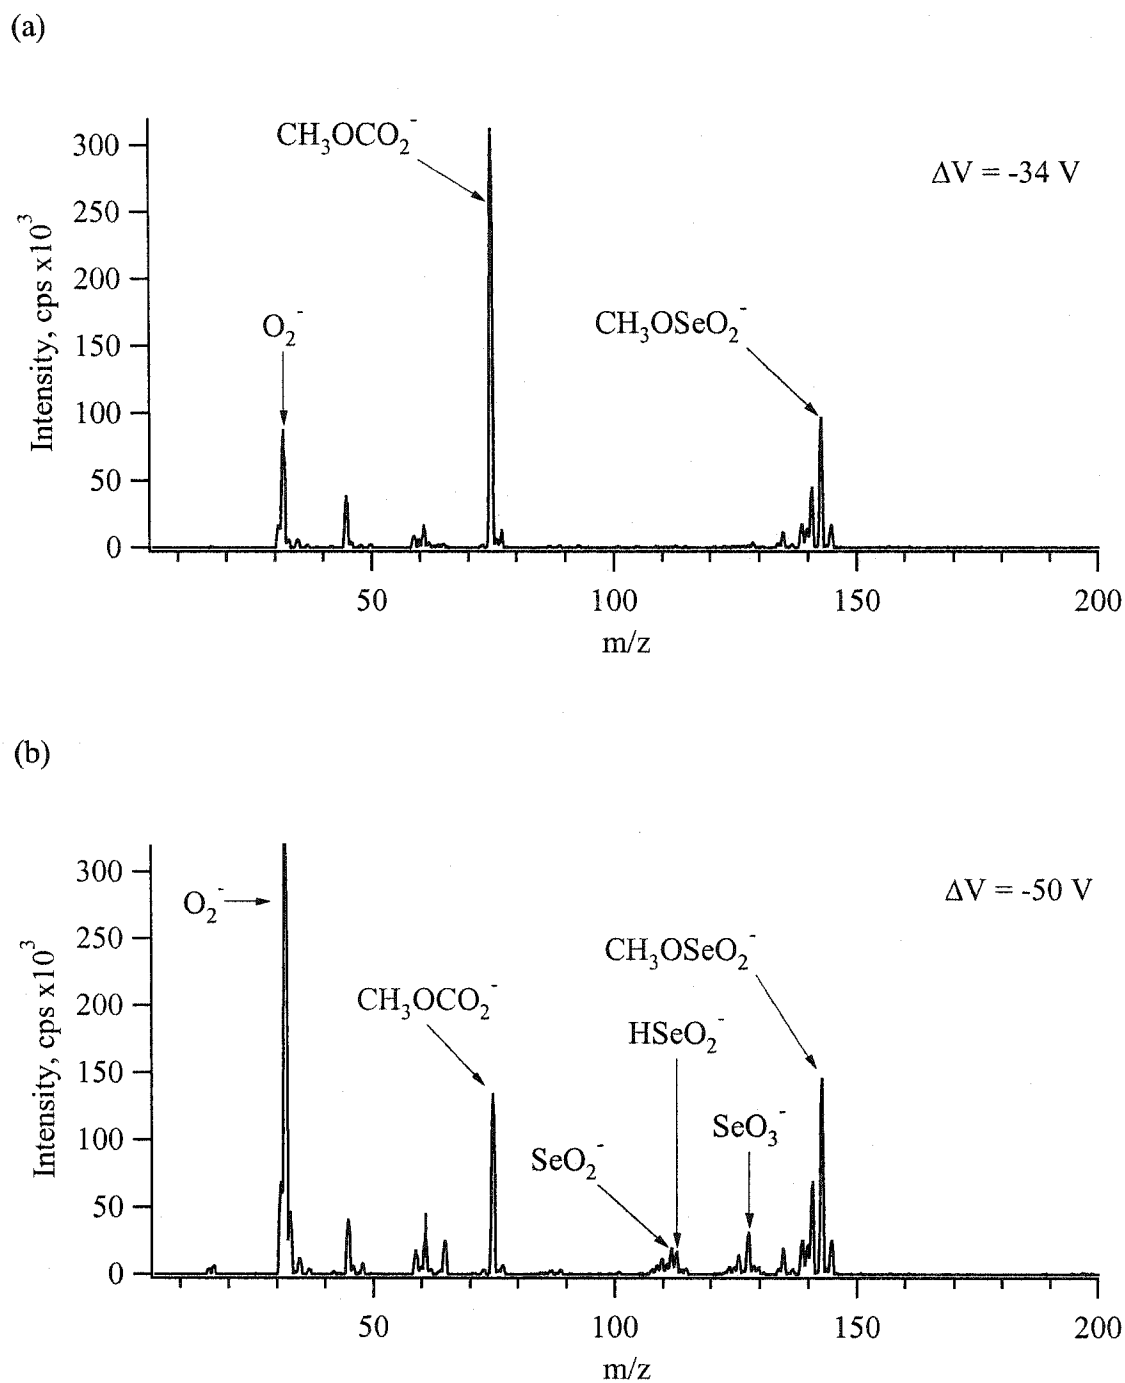 (a)
300
250
200
150
100
50
0
Intensity, cps x10³
CH₃OCO₂⁻
ΔV = -34 V
O₂⁻
CH₃OSeO₂⁻
50
100
150
200
m/z
(b)
300
250
200
150
100
50
0
Intensity, cps x10³
O₂⁻
ΔV = -50 V
CH₃OSeO₂⁻
CH₃OCO₂⁻
HSeO₂⁻
SeO₃⁻
SeO₂⁻
50
100
150
200
m/z